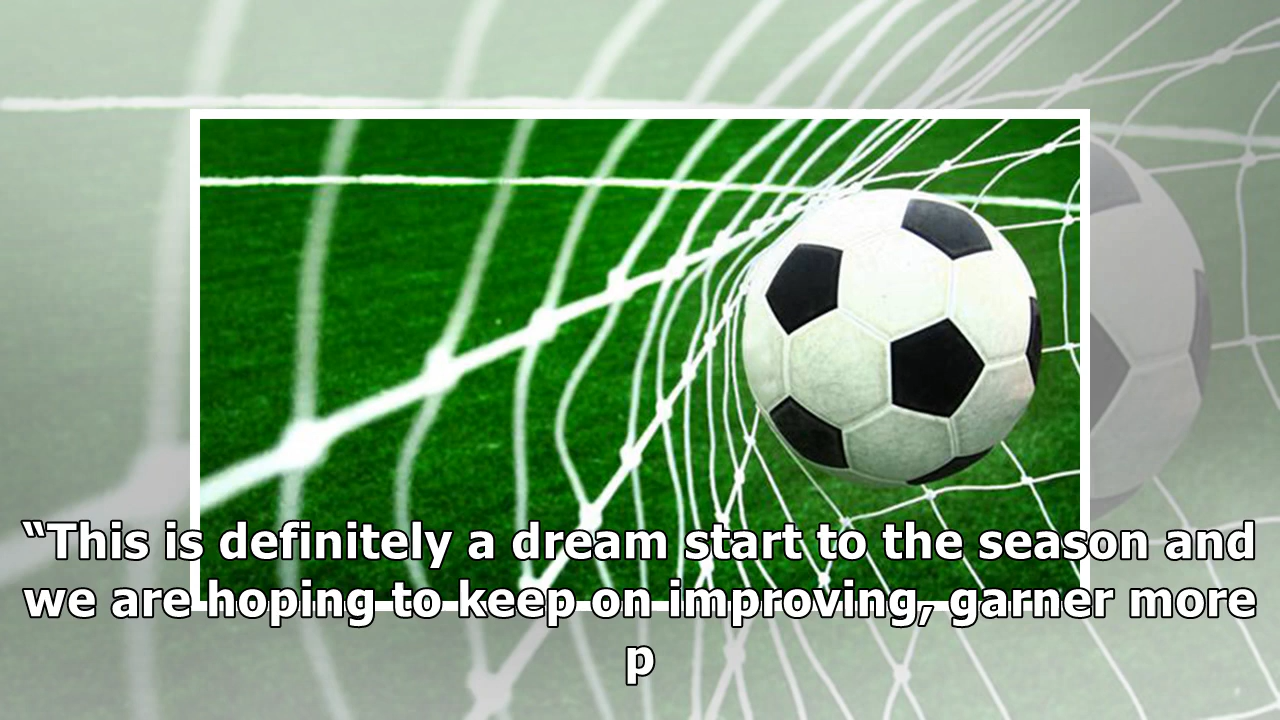 “This is definitely a dream start to the season and
we are hoping to keep on improving, garner more
p